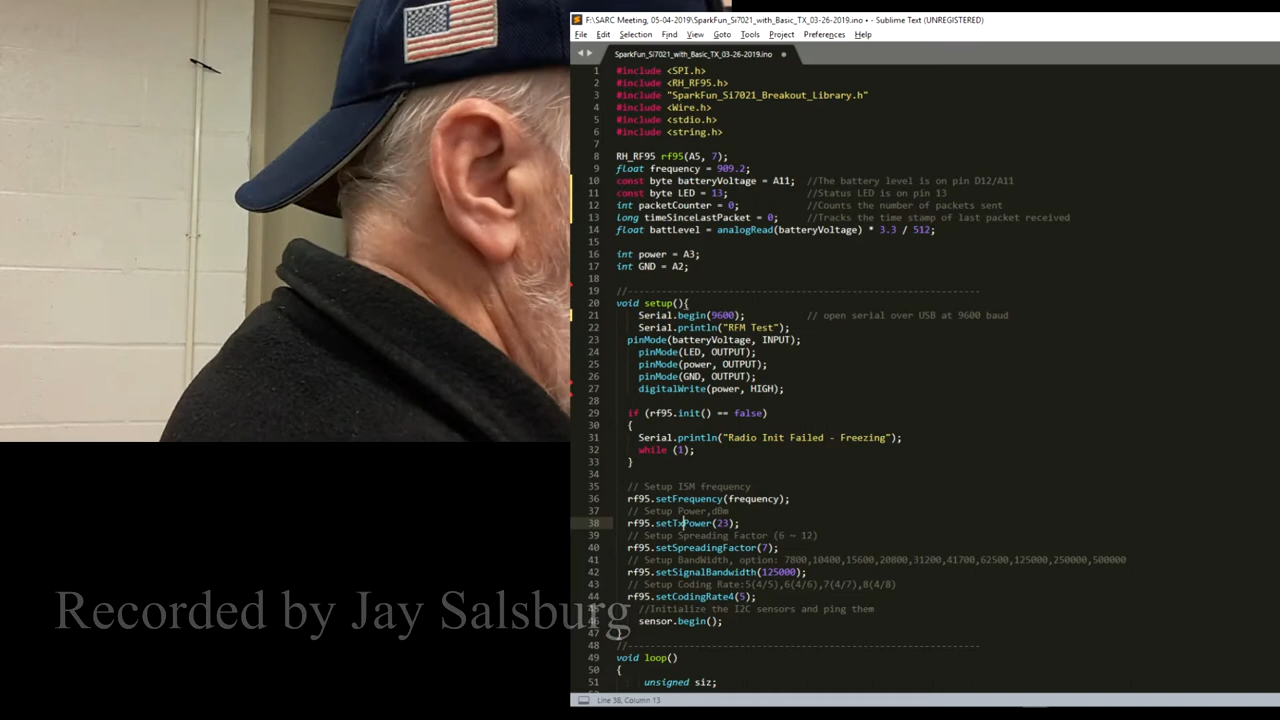 F:\SARC Meeting, 05-04-2019\SparkFun_Si7021_with_Basic_TX_03-26-2019.ino • - Sublime Text (UNREGISTERED)
File Edit Selection Find View Goto Tools Project Preferences Help
SparkFun_Si7021_with_Basic_TX_03-26-2019.ino
1 #include <SPI.h>
2 #include <RH_RF95.h>
3 #include "SparkFun_Si7021_Breakout_Library.h"
4 #include <Wire.h>
5 #include <stdio.h>
6 #include <string.h>
7
8 RH_RF95 rf95(A5, 7);
9 float frequency = 909.2;
10 const byte batteryVoltage = A11; //The battery level is on pin D12/A11
11 const byte LED = 13; //Status LED is on pin 13
12 int packetCounter = 0; //Counts the number of packets sent
13 long timeSinceLastPacket = 0; //Tracks the time stamp of last packet received
14 float battLevel = analogRead(batteryVoltage) * 3.3 / 512;
15
16 int power = A3;
17 int GND = A2;
18
19 //---------------------------------------------------------------
20 void setup(){
21 Serial.begin(9600); // open serial over USB at 9600 baud
22 Serial.println("RFM Test");
23 pinMode(batteryVoltage, INPUT);
24 pinMode(LED, OUTPUT);
25 pinMode(power, OUTPUT);
26 pinMode(GND, OUTPUT);
27 digitalWrite(power, HIGH);
28
29 if (rf95.init() == false)
30 {
31 Serial.println("Radio Init Failed - Freezing");
32 while (1);
33 }
34
35 // Setup ISM frequency
36 rf95.setFrequency(frequency);
37 // Setup Power,dBm
38 rf95.setTxPower(23);
39 // Setup Spreading Factor (6 ~ 12)
40 rf95.setSpreadingFactor(7);
41 // Setup BandWidth, option: 7800,10400,15600,20800,31200,41700,62500,125000,250000,500000
42 rf95.setSignalBandwidth(125000);
43 // Setup Coding Rate:5(4/5),6(4/6),7(4/7),8(4/8)
44 rf95.setCodingRate4(5);
45 //Initialize the I2C sensors and ping them
46 sensor.begin();
47 }
48 //---------------------------------------------------------------
49 void loop()
50 {
51 unsigned siz;
Recorded by Jay Salsburg
Line 38, Column 13